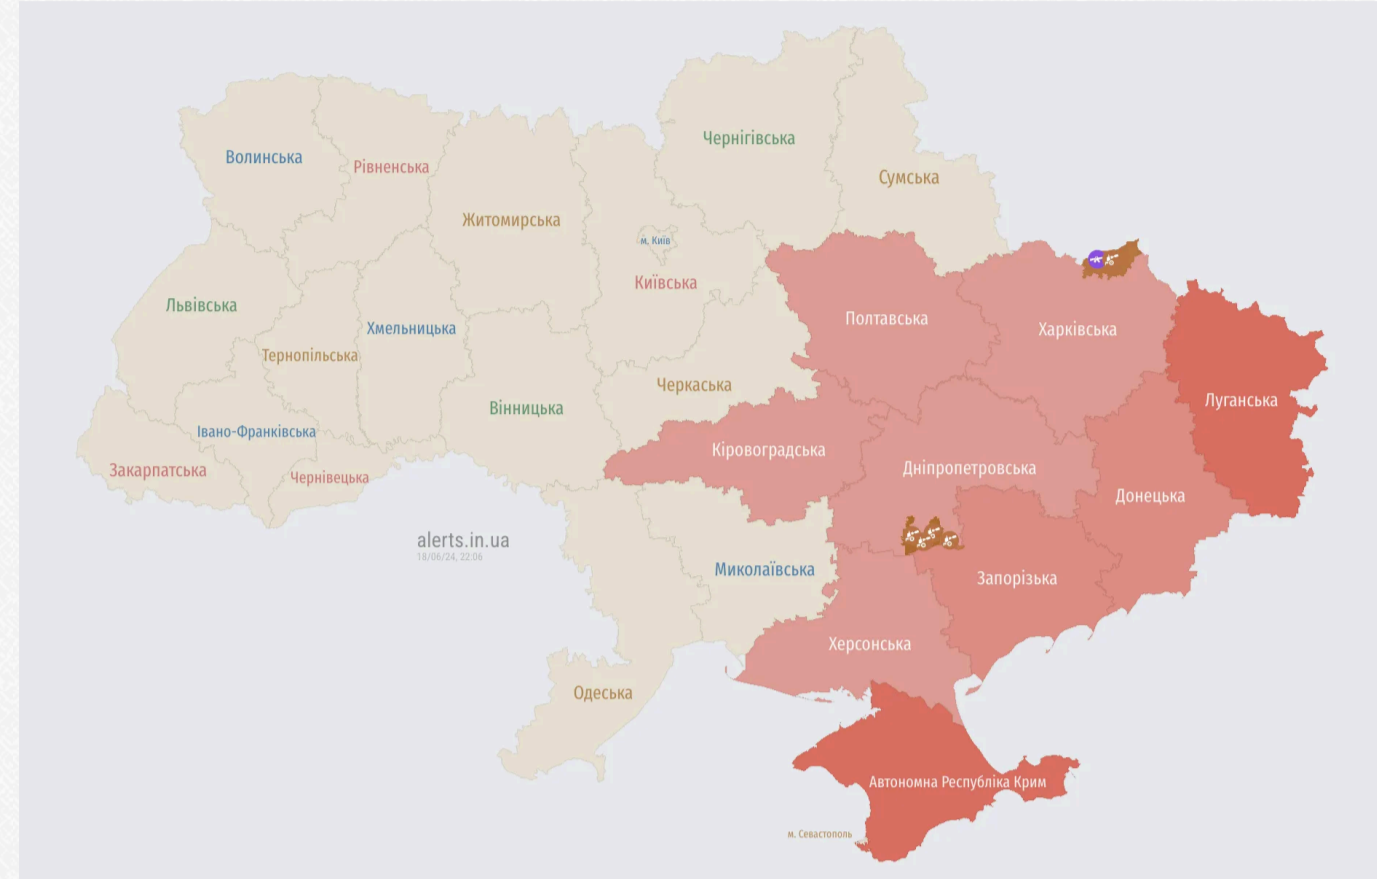 Чернігівська
Волинська
Рівненська
Сумська
Житомирська
м. Київ
Київська
Львівська
Полтавська
Хмельницька
Харківська
Тернопільська
Черкаська
Луганська
Вінницька
Івано-Франківська
Кіровоградська
Закарпатська
Чернівецька
Дніпропетровська
Донецька
alerts.in.ua
18/06/24, 22:06
Миколаївська
Запорізька
Херсонська
Одеська
Автономна Республіка Крим
м. Севастополь